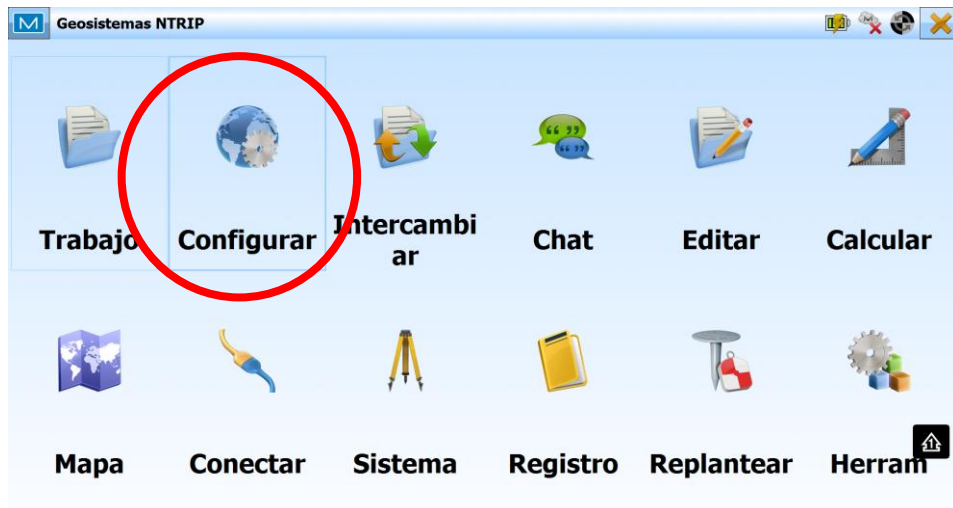 Geosistemas NTRIP
Trabajo
Configurar
Intercambi
ar
Chat
Editar
Calcular
Mapa
Conectar
Sistema
Registro
Replantear
Herram